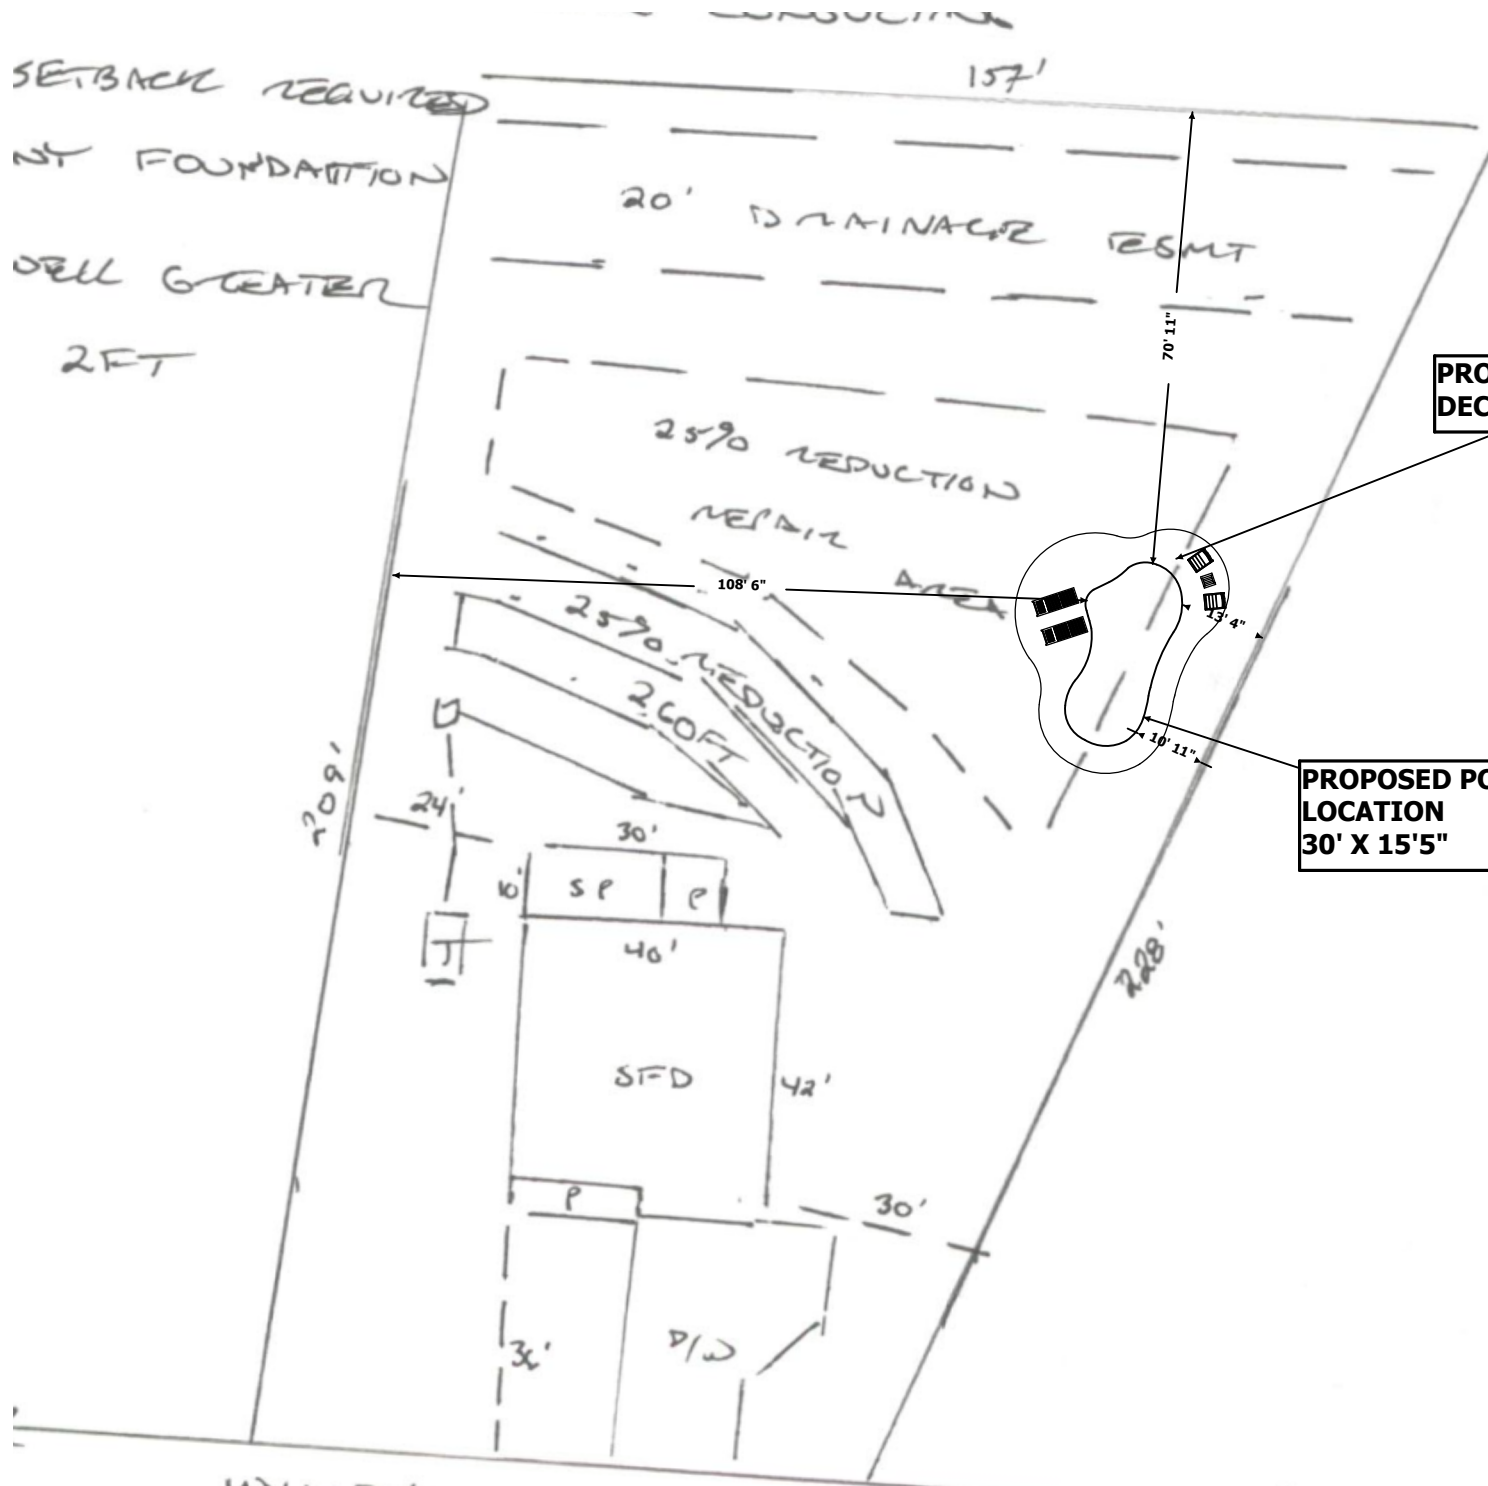 157'
SETBACK REQUIRED
FOUNDATION
20' DRAINAGE ESMT
GREATER
2FT
70' 11"
PRO
DEC
25% REDUCTION
REPAIR
AREA
108' 6"
13' 4"
25% REDUCTION
260FT
10' 11"
PROPOSED PO
LOCATION
30' X 15'5"
209'
24'
30'
10'
SP
P
40'
228'
SFD
42'
P
30'
36'
D/W